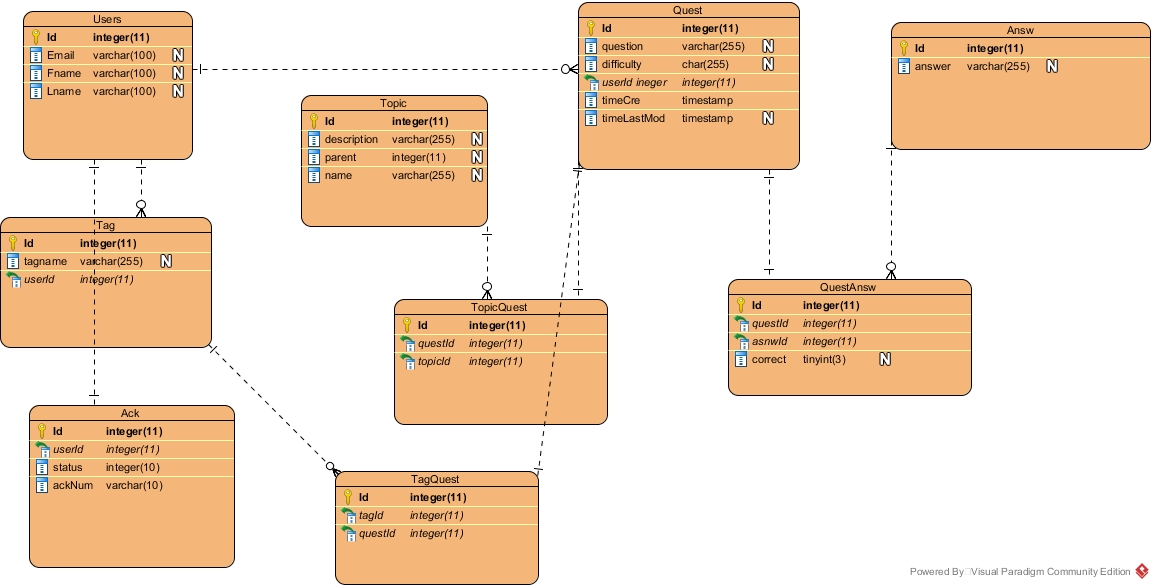 Users
Id integer(11)
Email varchar(100) N
Fname varchar(100) N
Lname varchar(100) N
Quest
Id integer(11)
question varchar(255) N
difficulty char(255) N
userId ineger integer(11)
timeCre timestamp
timeLastMod timestamp N
Answ
Id integer(11)
answer varchar(255) N
Topic
Id integer(11)
description varchar(255) N
parent integer(11) N
name varchar(255) N
Tag
Id integer(11)
tagname varchar(255) N
userId integer(11)
TopicQuest
Id integer(11)
questId integer(11)
topicId integer(11)
QuestAnsw
Id integer(11)
questId integer(11)
asnwId integer(11)
correct tinyint(3) N
Ack
Id integer(11)
userId integer(11)
status integer(10)
ackNum varchar(10)
TagQuest
Id integer(11)
tagId integer(11)
questId integer(11)
Powered By Visual Paradigm Community Edition